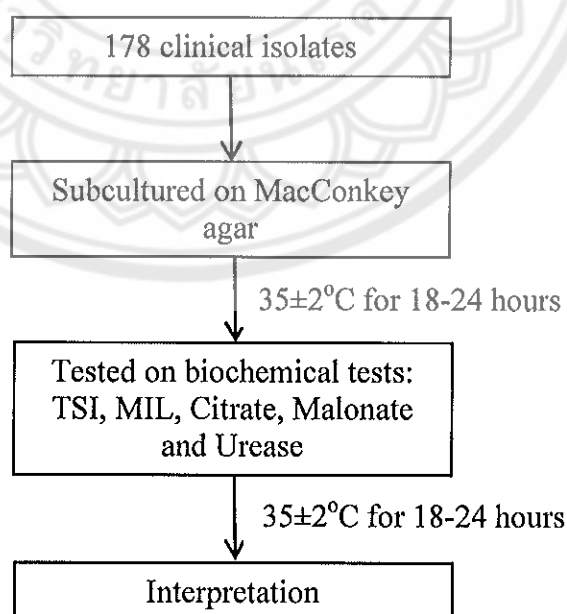 178 clinical isolates
Subcultured on MacConkey
agar
35±2°C for 18-24 hours
Tested on biochemical tests:
TSI, MIL, Citrate, Malonate
and Urease
35±2°C for 18-24 hours
Interpretation